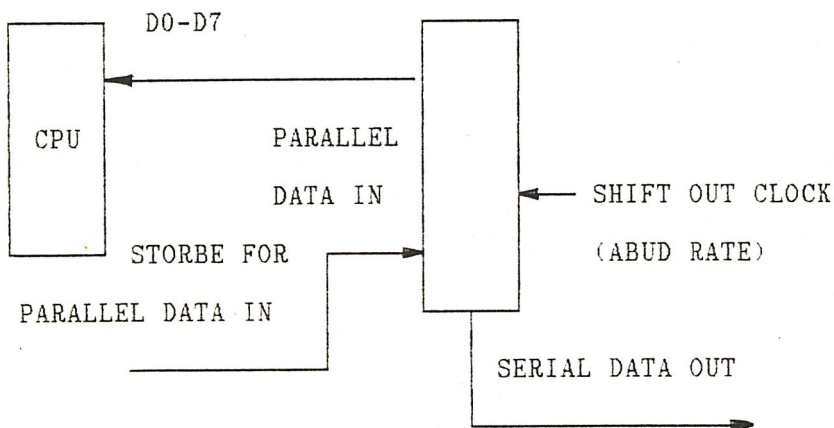 D0-D7
CPU
PARALLEL
DATA IN
SHIFT OUT CLOCK
(ABUD RATE)
STORBE FOR
PARALLEL DATA IN
SERIAL DATA OUT